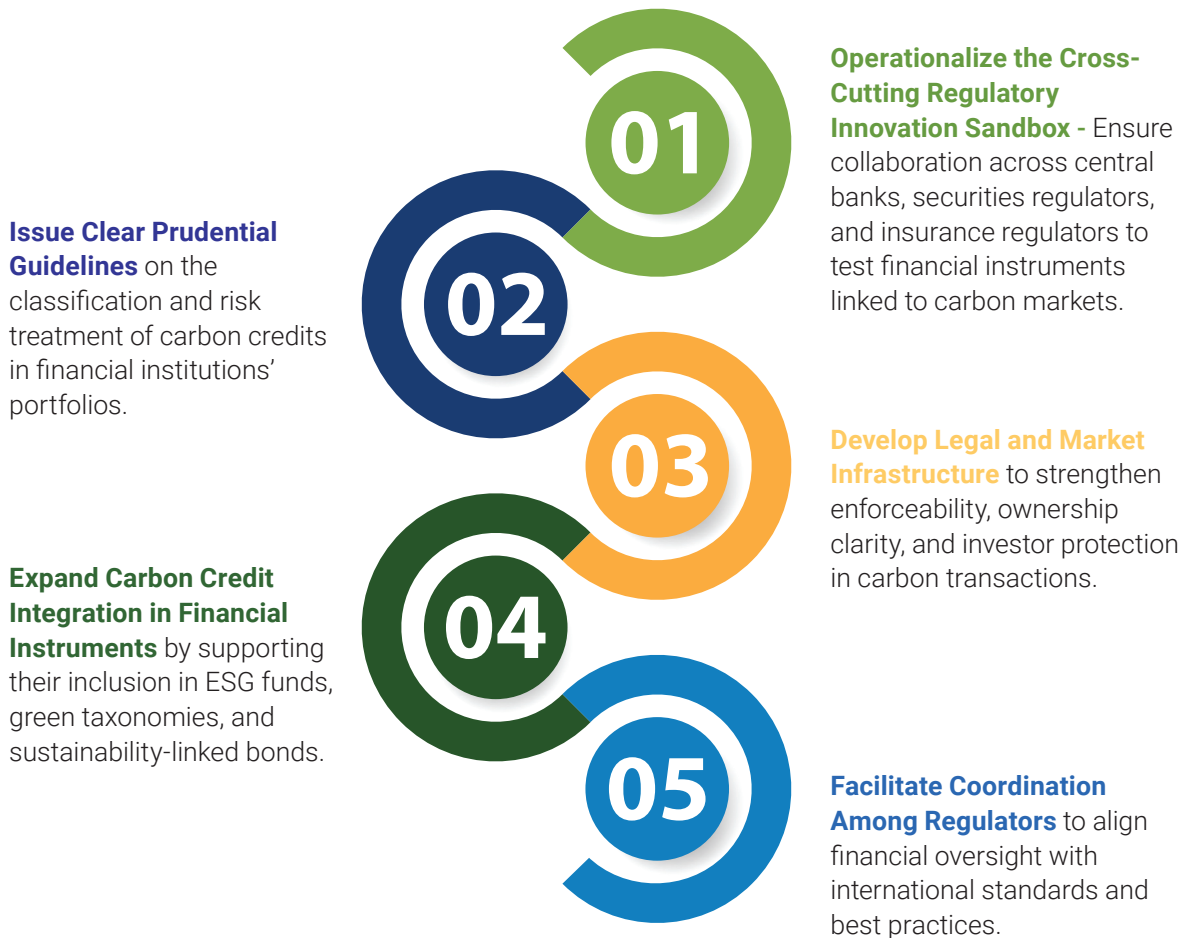 01
Operationalize the Cross-
Cutting Regulatory
Innovation Sandbox - Ensure
collaboration across central
banks, securities regulators,
and insurance regulators to
test financial instruments
linked to carbon markets.
02
Issue Clear Prudential
Guidelines on the
classification and risk
treatment of carbon credits
in financial institutions’
portfolios.
03
Develop Legal and Market
Infrastructure to strengthen
enforceability, ownership
clarity, and investor protection
in carbon transactions.
04
Expand Carbon Credit
Integration in Financial
Instruments by supporting
their inclusion in ESG funds,
green taxonomies, and
sustainability-linked bonds.
05
Facilitate Coordination
Among Regulators to align
financial oversight with
international standards and
best practices.